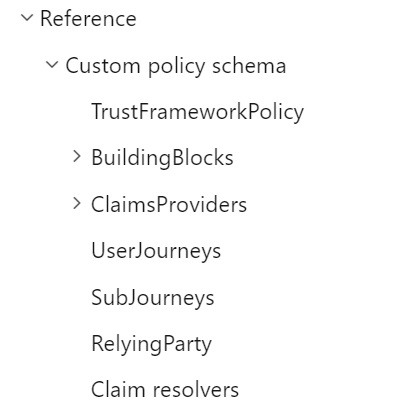 Reference
Custom policy schema
TrustFrameworkPolicy
BuildingBlocks
ClaimsProviders
UserJourneys
SubJourneys
RelyingParty
Claim resolvers